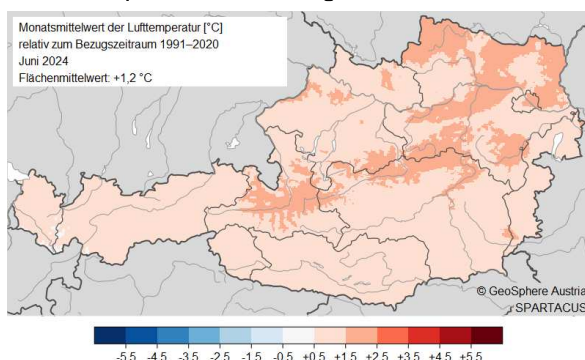 Monatsmittelwert der Lufttemperatur [°C]
relativ zum Bezugszeitraum 1991–2020
Juni 2024
Flächenmittelwert: +1,2 °C
© GeoSphere Austria
SPARTACUS
-5.5 -4.5 -3.5 -2.5 -1.5 -0.5 +0.5 +1.5 +2.5 +3.5 +4.5 +5.5